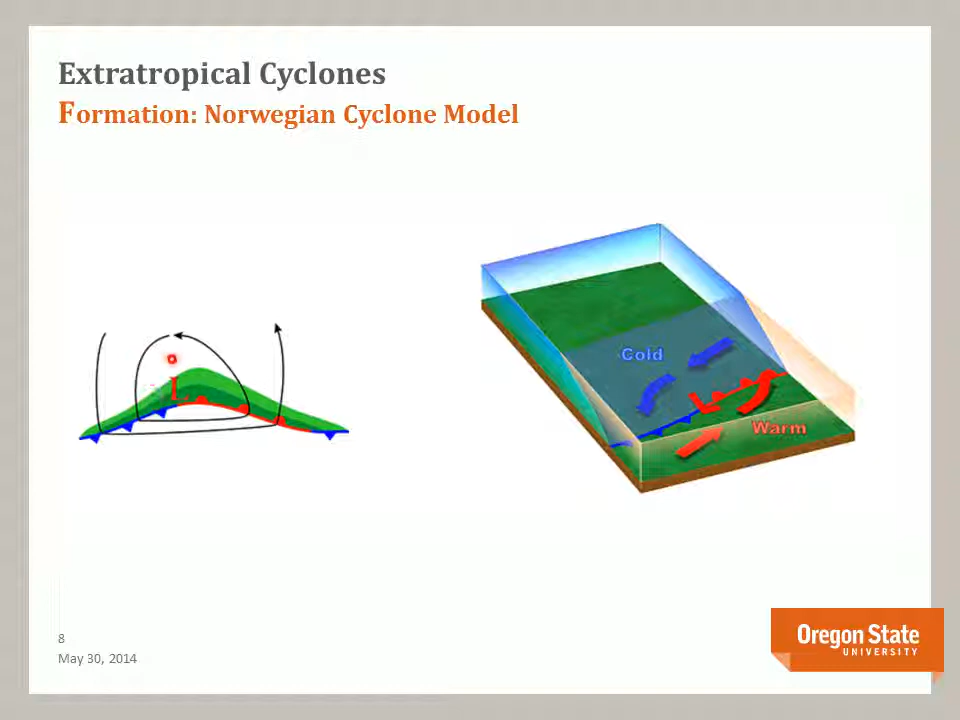 Extratropical Cyclones
Formation: Norwegian Cyclone Model
L
Cold
L
Warm
8
May 30, 2014
Oregon State
UNIVERSITY